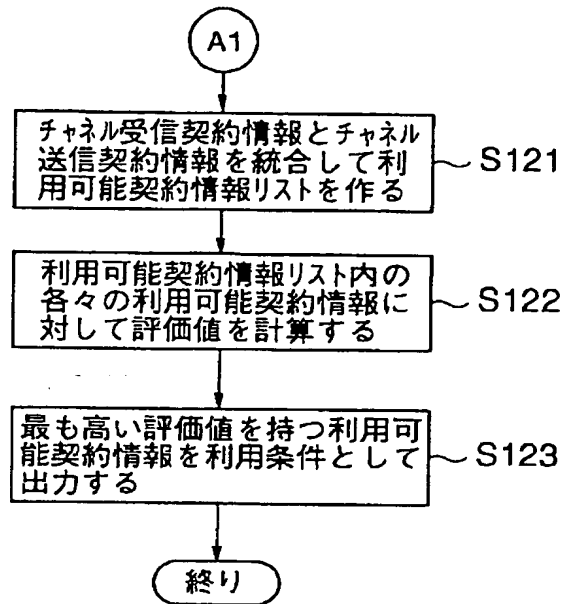 A1
チャネル受信契約情報とチャネル
送信契約情報を統合して利
用可能契約情報リストを作る
S121
利用可能契約情報リスト内の
各々の利用可能契約情報に
対して評価値を計算する
S122
最も高い評価値を持つ利用可
能契約情報を利用条件として
出力する
S123
終り